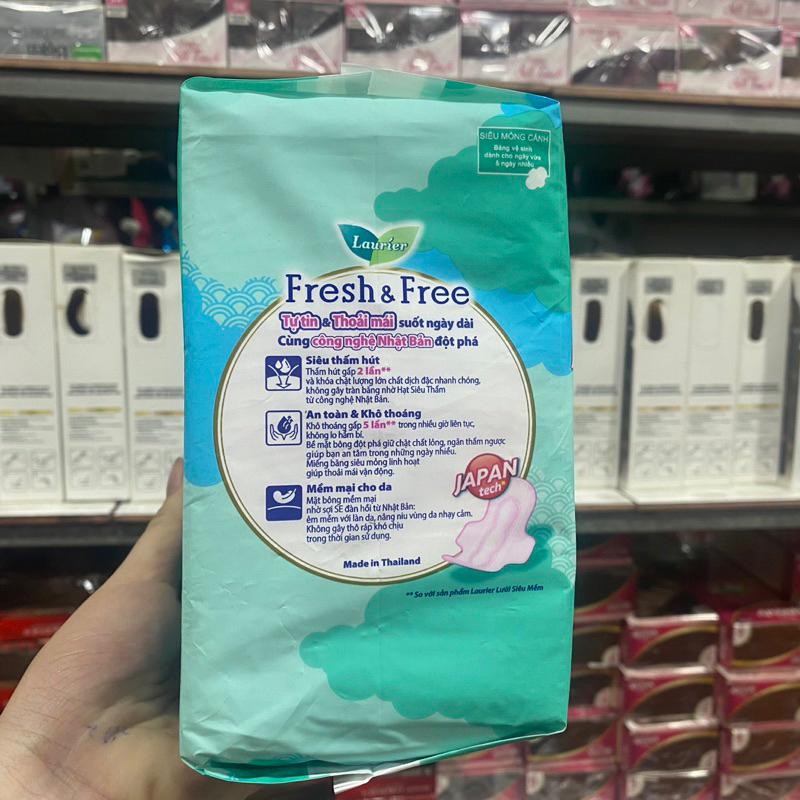 SIÊU MỎNG CÁNH
Băng vệ sinh
dành cho ngày vừa
& ngày nhiều
Laurier
Fresh & Free
Tự tin & Thoải mái suốt ngày dài
Cùng công nghệ Nhật Bản đột phá
Siêu thấm hút
Thấm hút gấp 2 lần**
và khóa chặt lượng lớn chất dịch đặc nhanh chóng,
không gây tràn băng nhờ Hạt Siêu Thấm
từ công nghệ Nhật Bản.
An toàn & Khô thoáng
Khô thoáng gấp 5 lần** trong nhiều giờ liên tục,
không lo hầm bí.
Bề mặt bông đột phá giữ chặt chất lỏng, ngăn thấm ngược
giúp bạn an tâm trong những ngày nhiều.
Miếng băng siêu mỏng linh hoạt
giúp thoải mái vận động.
Mềm mại cho da
Mặt bông mềm mại
nhờ sợi SE đàn hồi từ Nhật Bản:
êm mềm với làn da, nâng niu vùng da nhạy cảm.
Không gây thô ráp khó chịu
trong thời gian sử dụng.
JAPAN
tech*
Made in Thailand
** So với sản phẩm Laurier Lưới Siêu Mềm